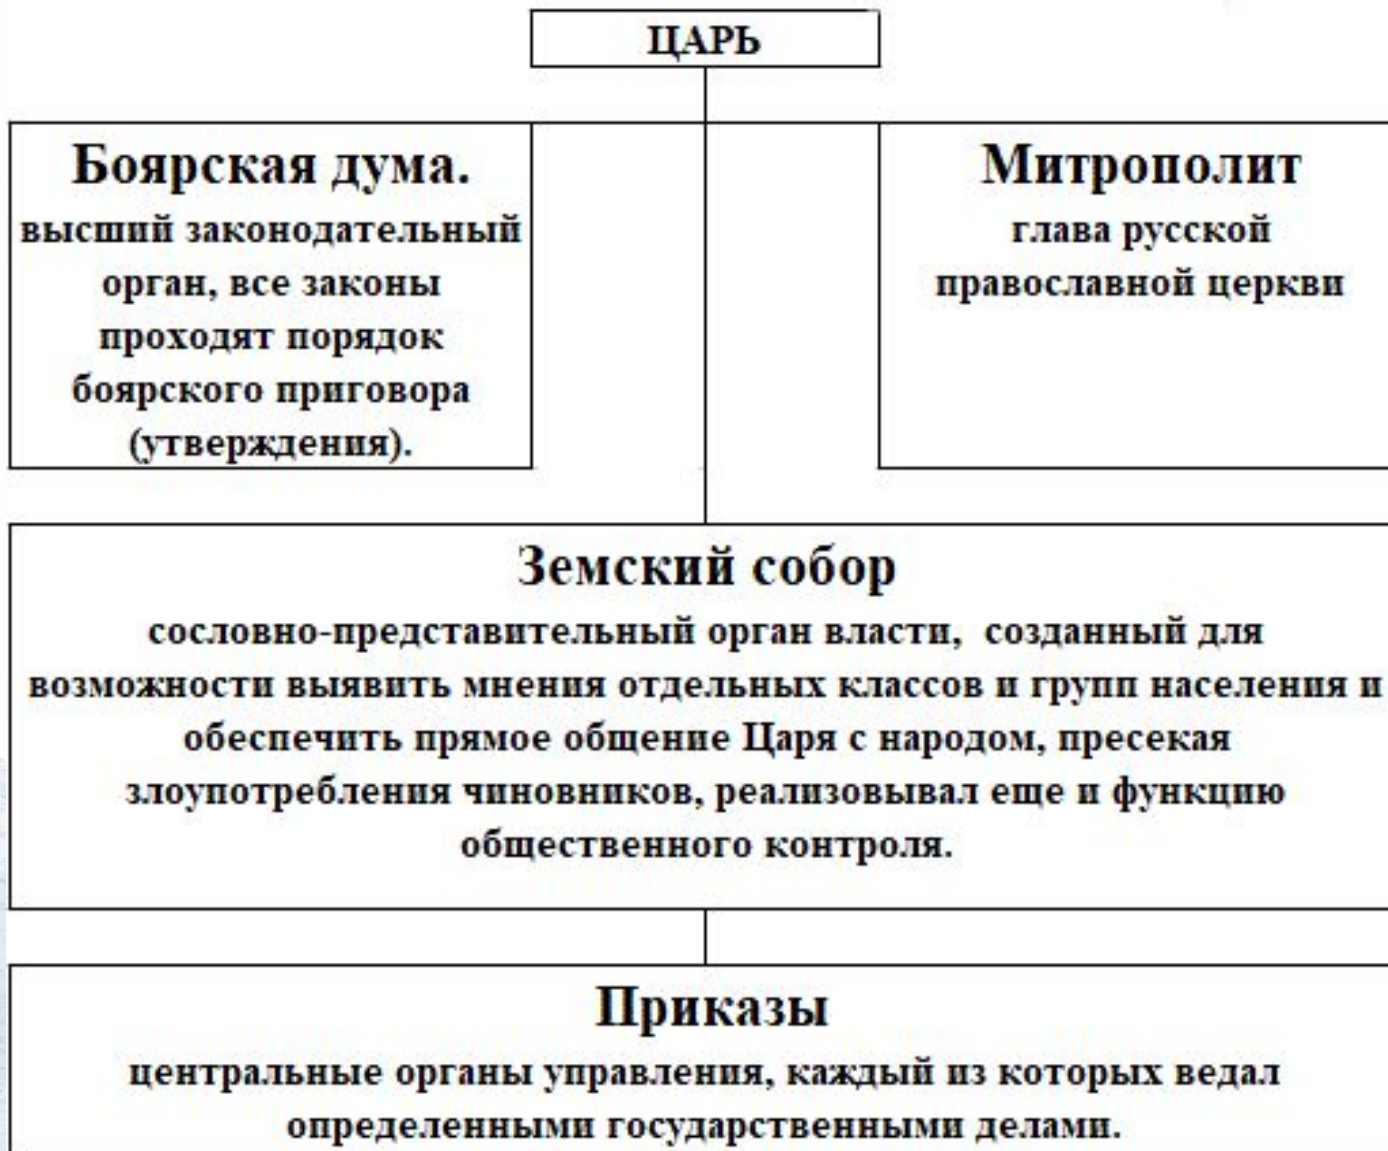 ЦАРЬ
Боярская дума.
высший законодательный
орган, все законы
проходят порядок
боярского приговора
(утверждения).
Митрополит
глава русской
православной церкви
Земский собор
сословно-представительный орган власти, созданный для
возможности выявить мнения отдельных классов и групп населения и
обеспечить прямое общение Царя с народом, пресекая
злоупотребления чиновников, реализовывал еще и функцию
общественного контроля.
Приказы
центральные органы управления, каждый из которых ведал
определенными государственными делами.